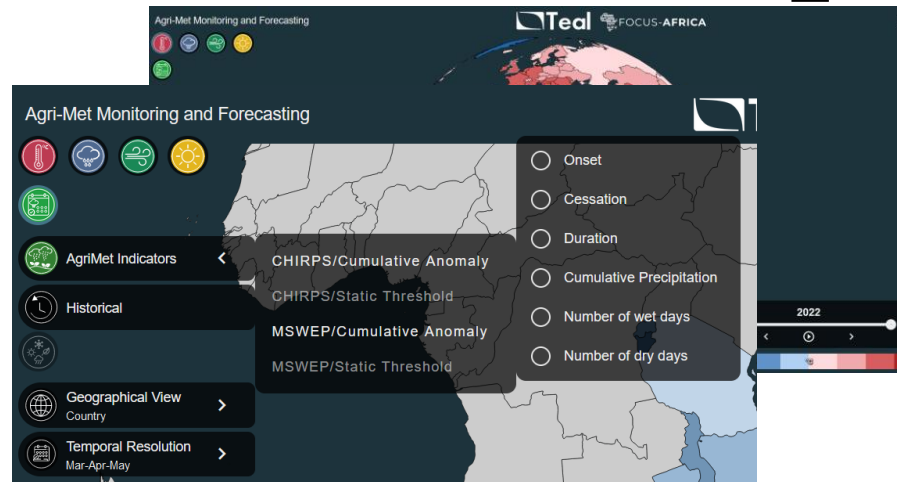 Agri-Met Monitoring and Forecasting
Teal
FOCUS-AFRICA
Agri-Met Monitoring and Forecasting
Onset
Cessation
Duration
Cumulative Precipitation
Number of wet days
Number of dry days
AgriMet Indicators
CHIRPS/Cumulative Anomaly
CHIRPS/Static Threshold
MSWEP/Cumulative Anomaly
MSWEP/Static Threshold
Historical
Geographical View
Country
Temporal Resolution
Mar-Apr-May
2022